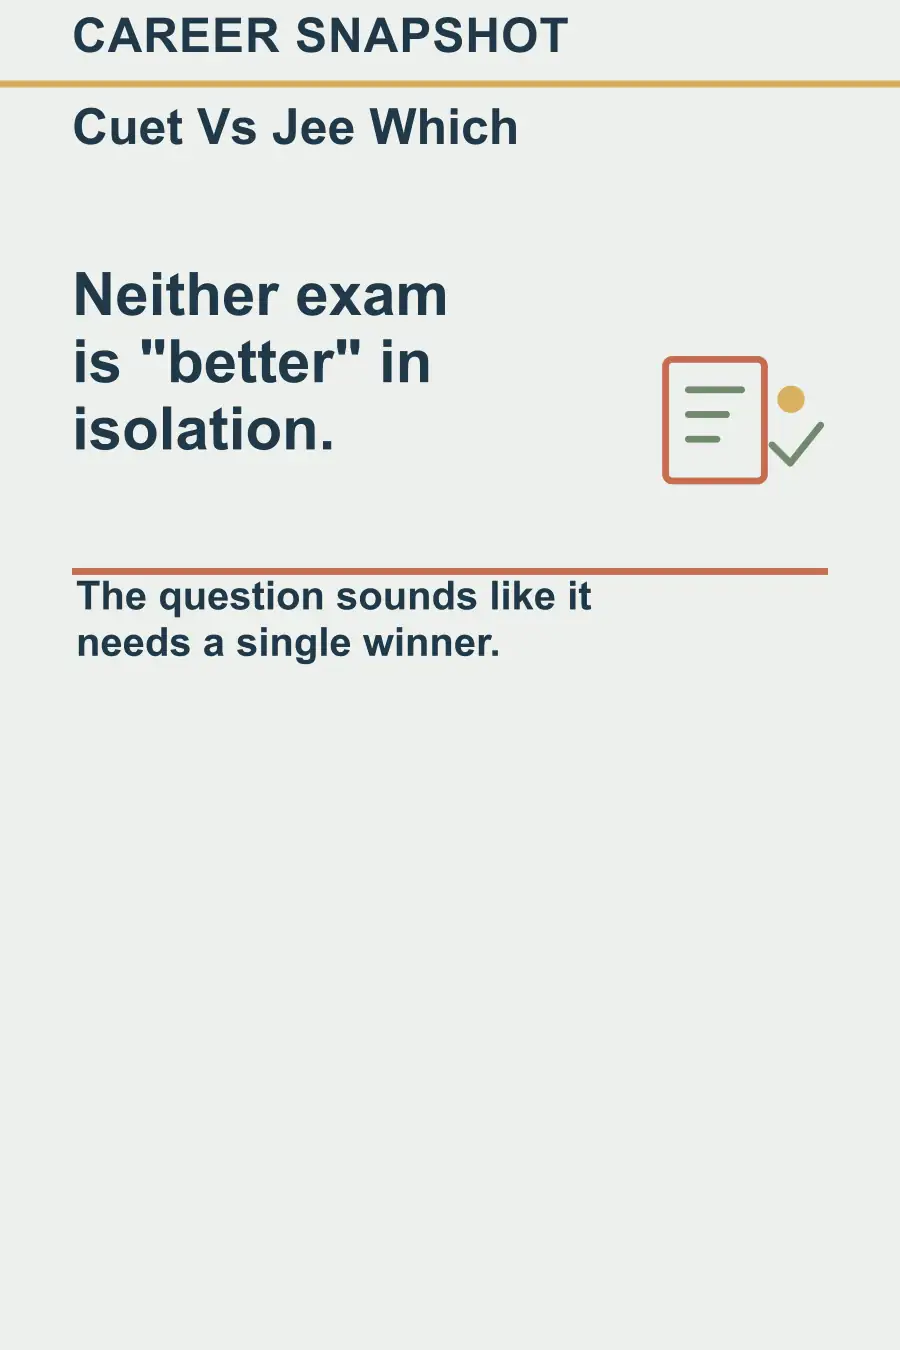 CAREER SNAPSHOT
Cuet Vs Jee Which
Neither exam
is "better" in
isolation.
The question sounds like it
needs a single winner.